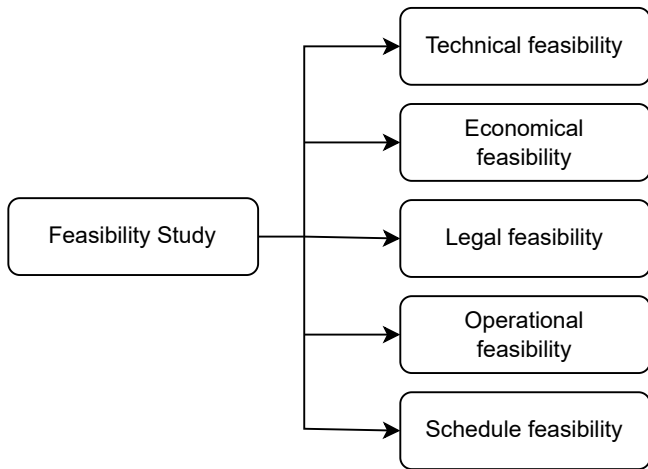 Technical feasibility
Economical
feasibility
Feasibility Study
Legal feasibility
Operational
feasibility
Schedule feasibility